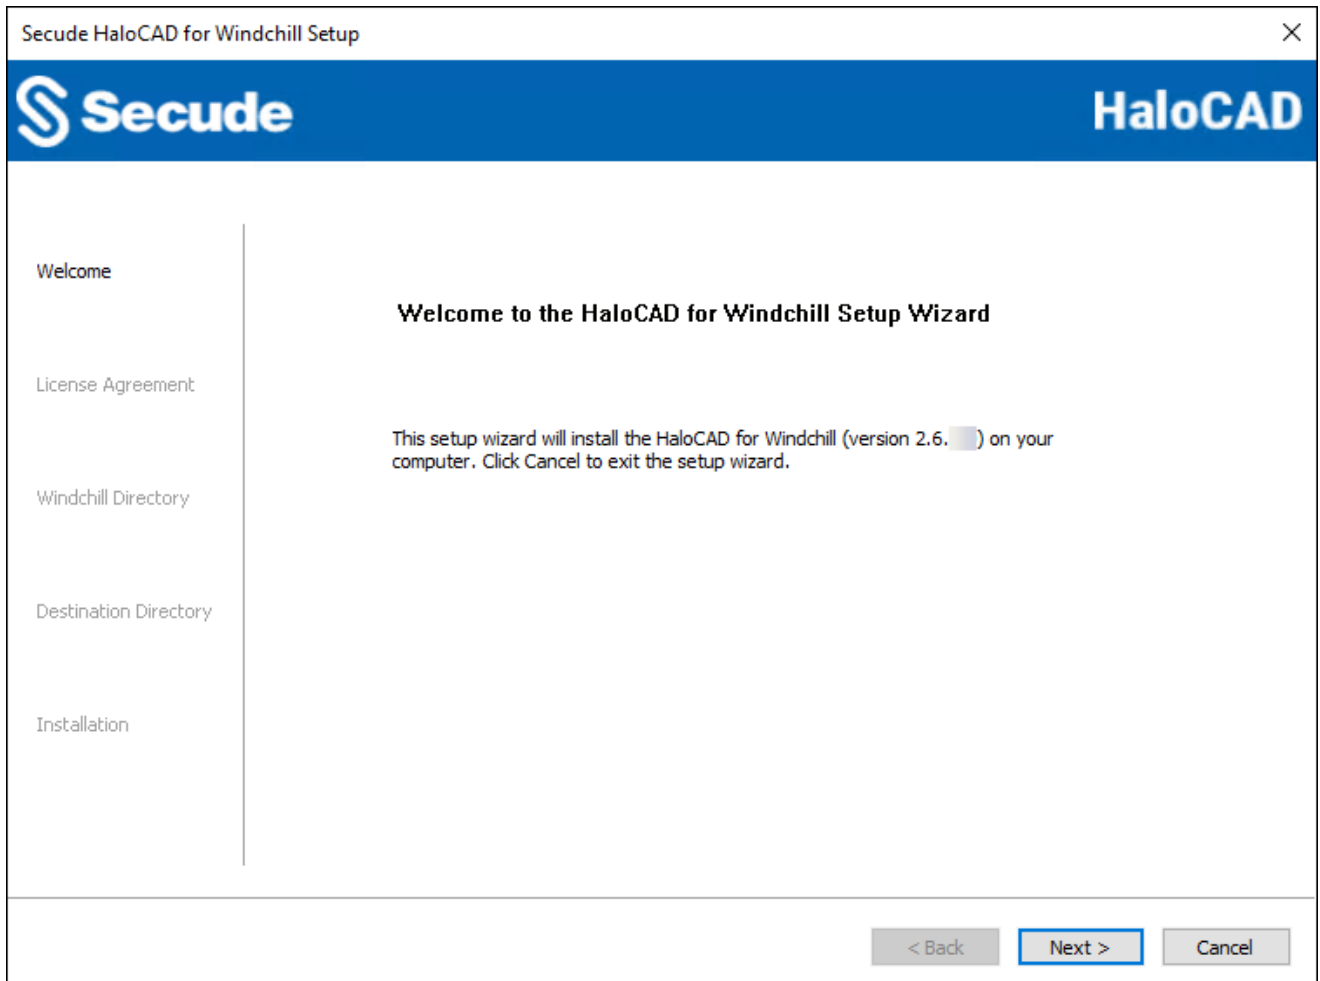 Secude HaloCAD for Windchill Setup
Secude
HaloCAD
Welcome
License Agreement
Windchill Directory
Destination Directory
Installation
Welcome to the HaloCAD for Windchill Setup Wizard
This setup wizard will install the HaloCAD for Windchill (version 2.6. ) on your
computer. Click Cancel to exit the setup wizard.
< Back
Next >
Cancel